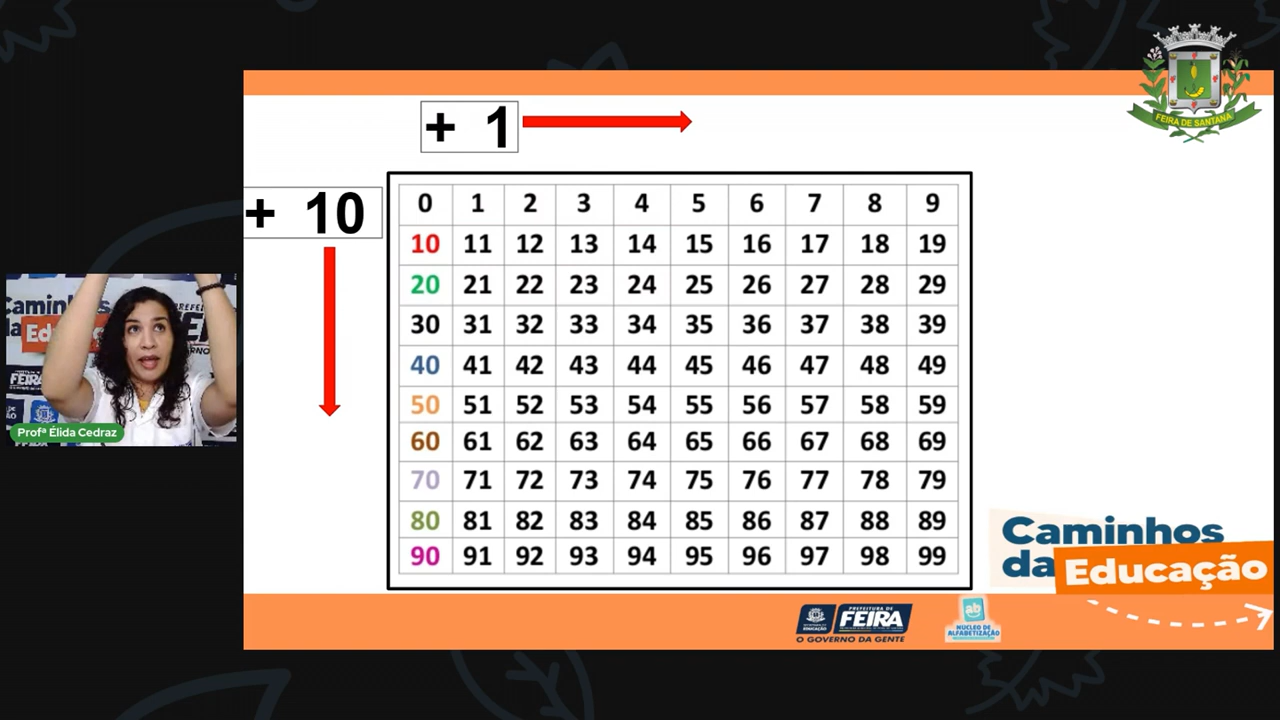 FEIRA DE SANTANA
+ 1
+ 10
0 1 2 3 4 5 6 7 8 9
10 11 12 13 14 15 16 17 18 19
20 21 22 23 24 25 26 27 28 29
30 31 32 33 34 35 36 37 38 39
40 41 42 43 44 45 46 47 48 49
50 51 52 53 54 55 56 57 58 59
60 61 62 63 64 65 66 67 68 69
70 71 72 73 74 75 76 77 78 79
80 81 82 83 84 85 86 87 88 89
90 91 92 93 94 95 96 97 98 99
Profª Élida Cedraz
Caminhos
da Educação
PREFEITURA DE
FEIRA
O GOVERNO DA GENTE
ab
NÚCLEO DE
ALFABETIZAÇÃO